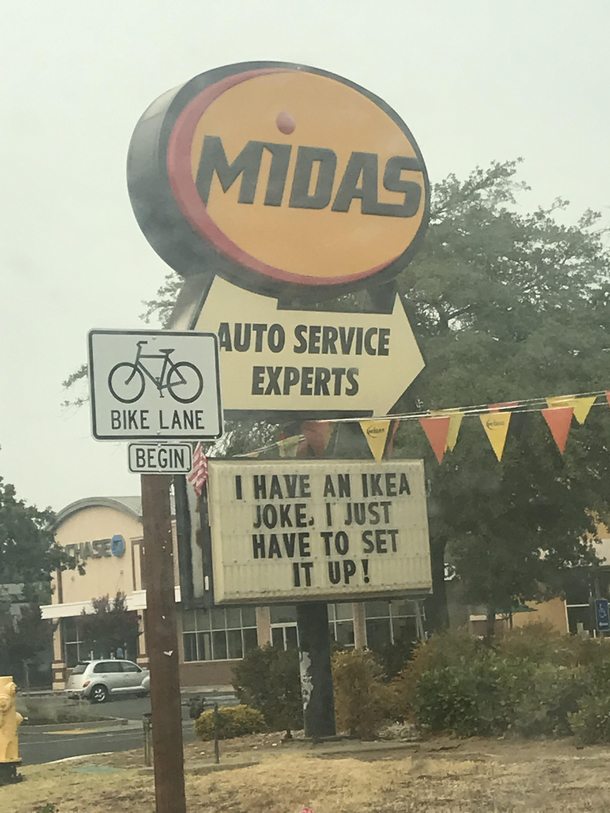 MIDAS
AUTO SERVICE
EXPERTS
BIKE LANE
BEGIN
I HAVE AN IKEA
JOKE. I JUST
HAVE TO SET
IT UP!
CHASE